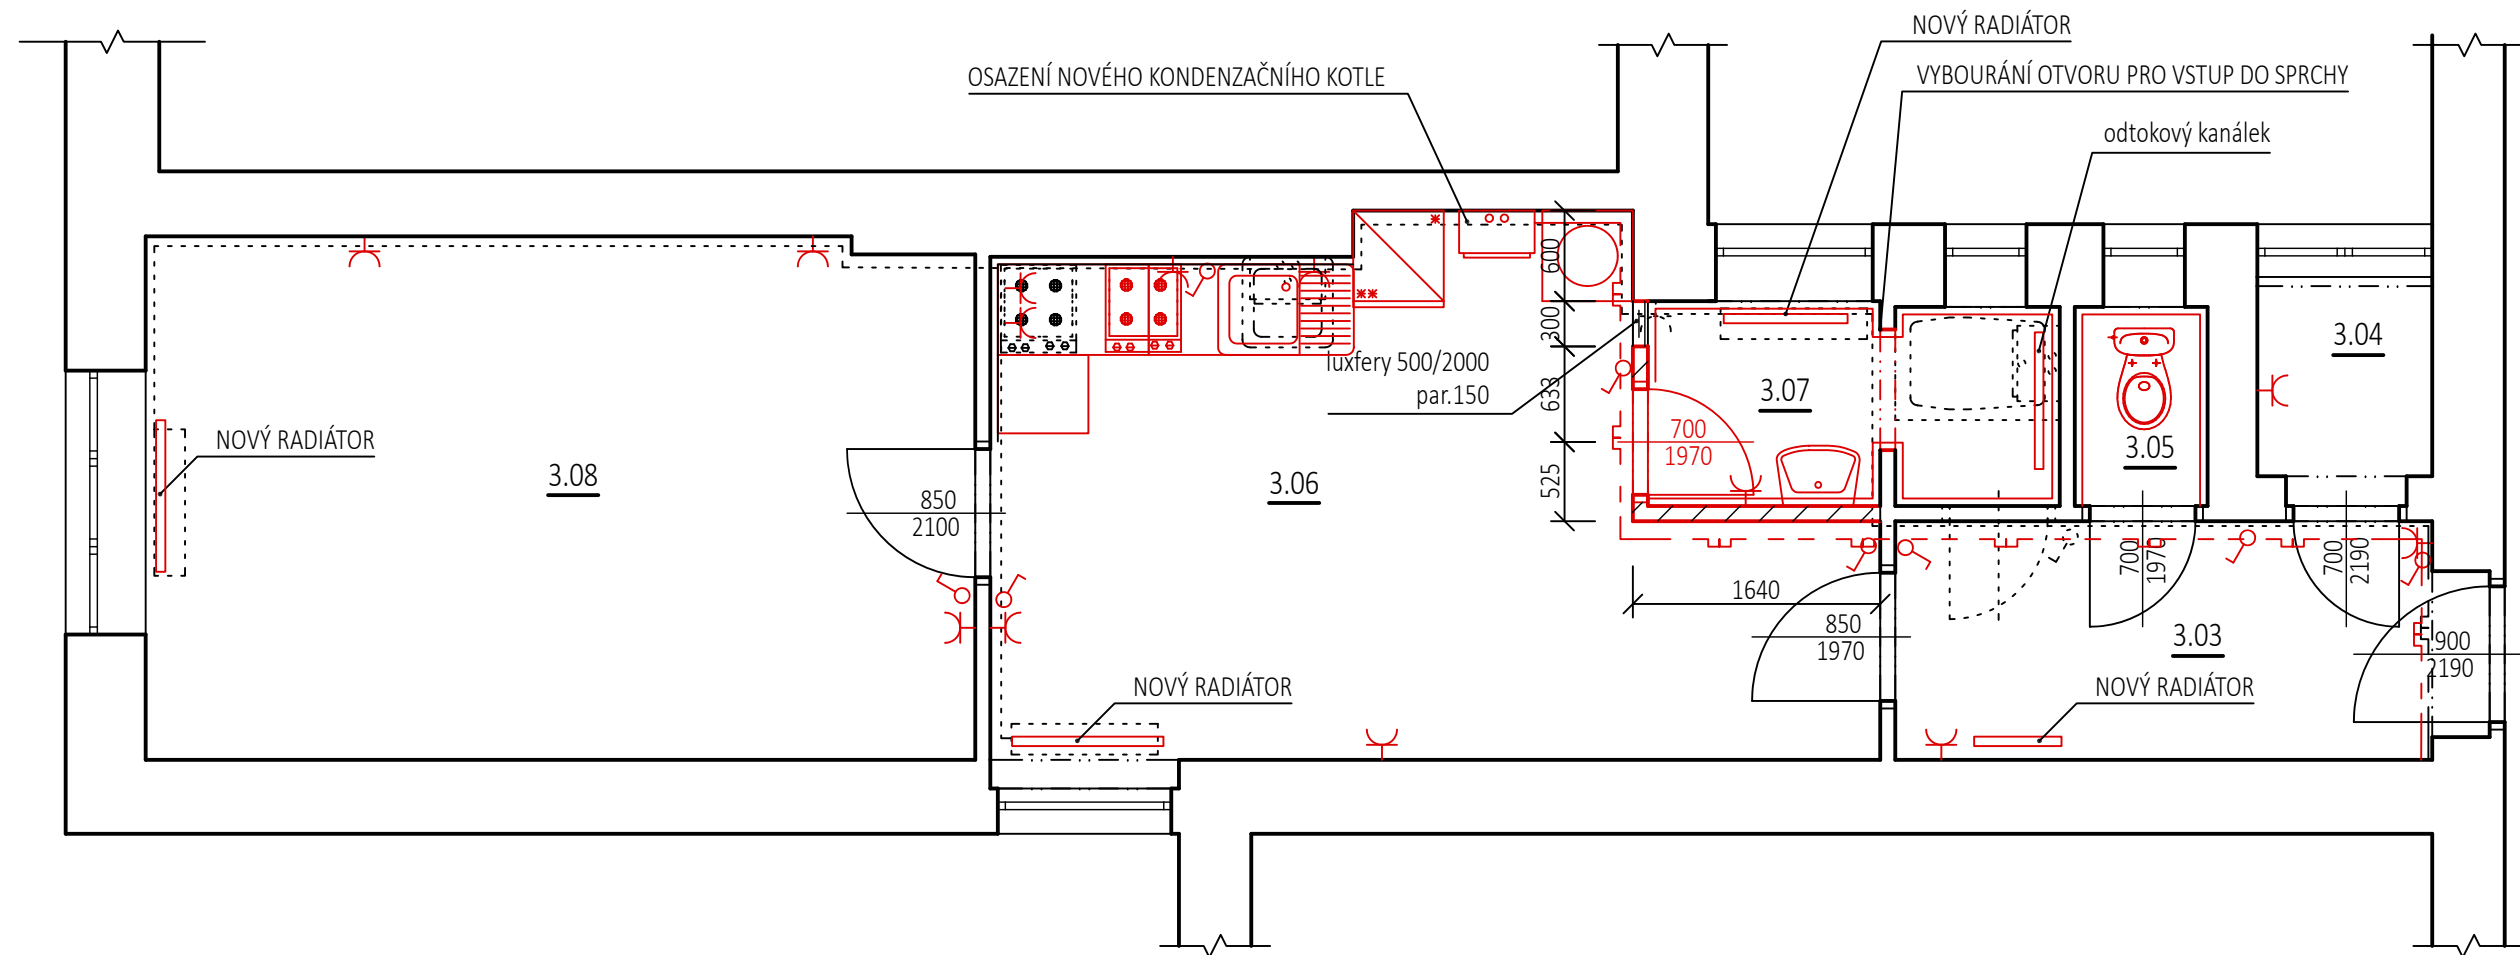 NOVÝ RADIÁTOR
OSAZENÍ NOVÉHO KONDENZAČNÍHO KOTLE
VYBOURÁNÍ OTVORU PRO VSTUP DO SPRCHY
odtokový kanálek
600
300
633
525
luxfery 500/2000
par.150
3.04
3.07
700
1970
3.05
NOVÝ RADIÁTOR
3.08
3.06
850
2100
700
1970
700
2190
1640
850
1970
3.03
900
2190
NOVÝ RADIÁTOR
NOVÝ RADIÁTOR